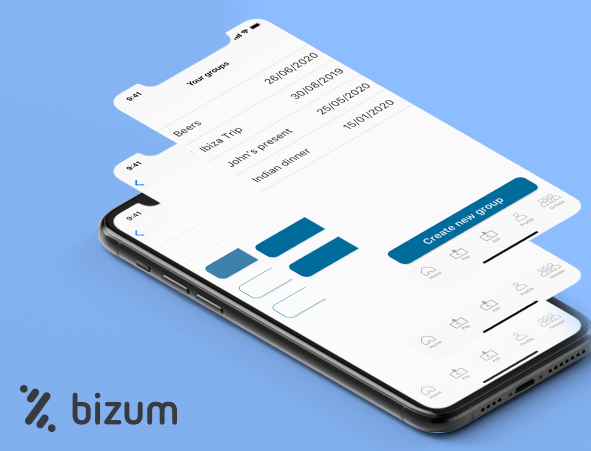 9:41
Your groups
Beers 26/06/2020
Ibiza Trip 30/08/2019
John's present 25/05/2020
Indian dinner 15/01/2020
Create new group
Home Pay Ask Profile Groups
9:41
Home Pay Ask Profile Groups
9:41
Home Pay Ask Profile Groups
bizum